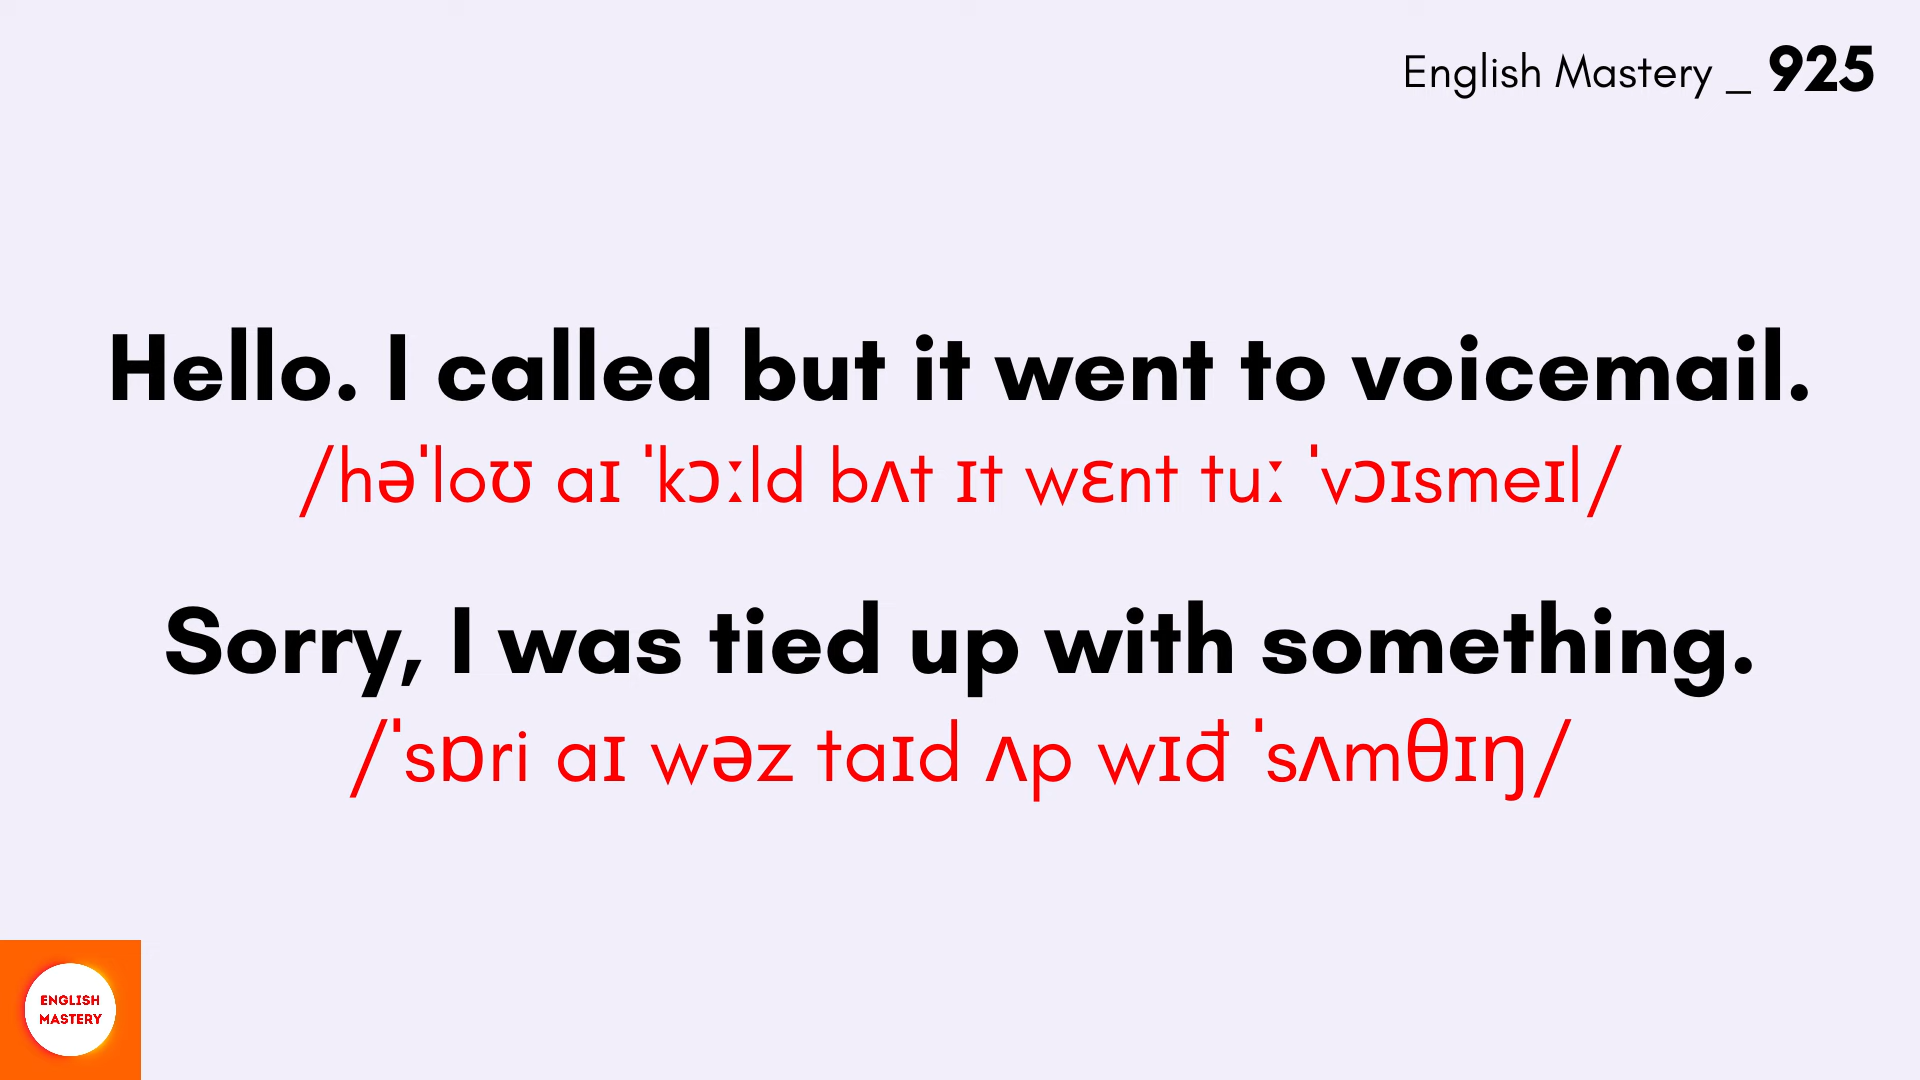 English Mastery _ 925
Hello. I called but it went to voicemail.
/həˈloʊ aɪ ˈkɔːld bʌt ɪt wɛnt tuː ˈvɔɪsmeɪl/
Sorry, I was tied up with something.
/ˈsɒri aɪ wəz taɪd ʌp wɪđ ˈsʌmθɪŋ/
ENGLISH
MASTERY